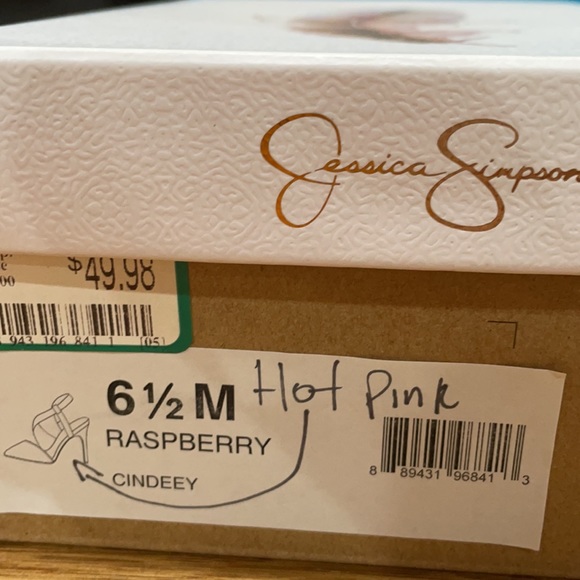 Jessica Simpson
00
$49.98
943 196 841 1 [05]
6½ M Hot Pink
RASPBERRY
CINDEEY
8 89431 96841 3